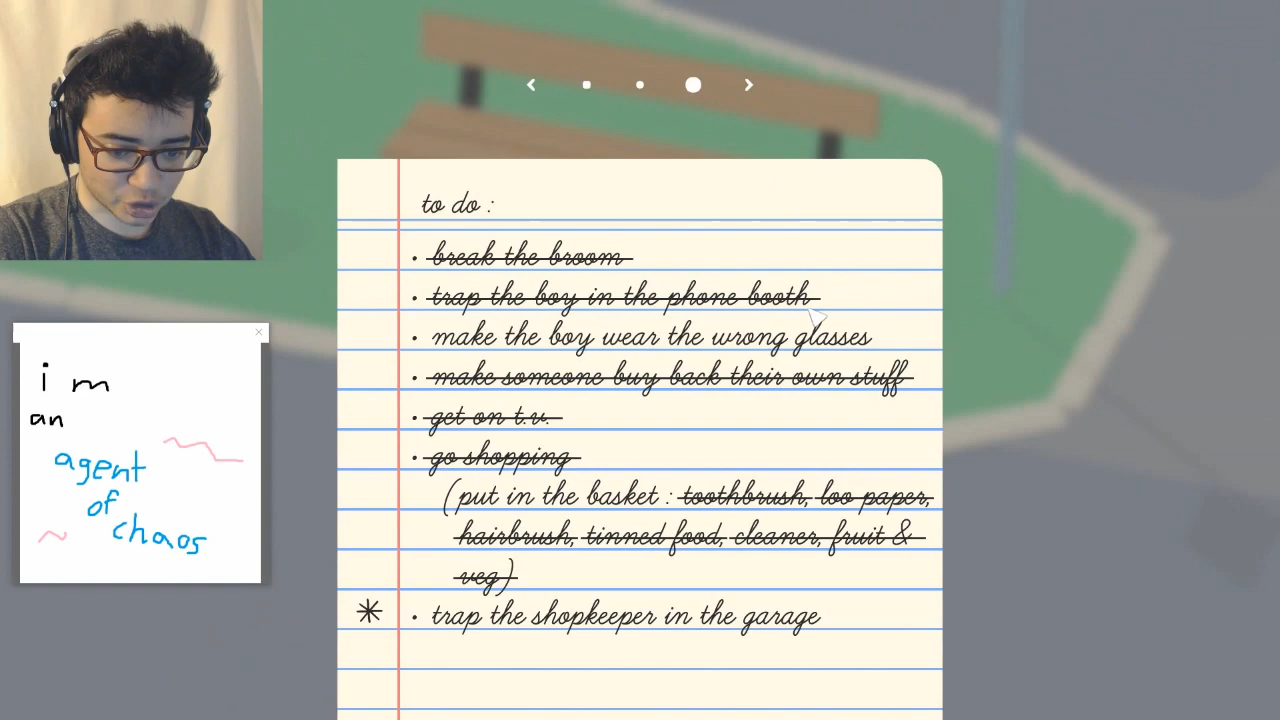 to do :
• break the broom
• trap the boy in the phone booth
• make the boy wear the wrong glasses
• make someone buy back their own stuff
• get on t.v.
• go shopping
(put in the basket : toothbrush, loo paper,
hairbrush, tinned food, cleaner, fruit &
veg)
• trap the shopkeeper in the garage
i m
an
agent
of
chaos